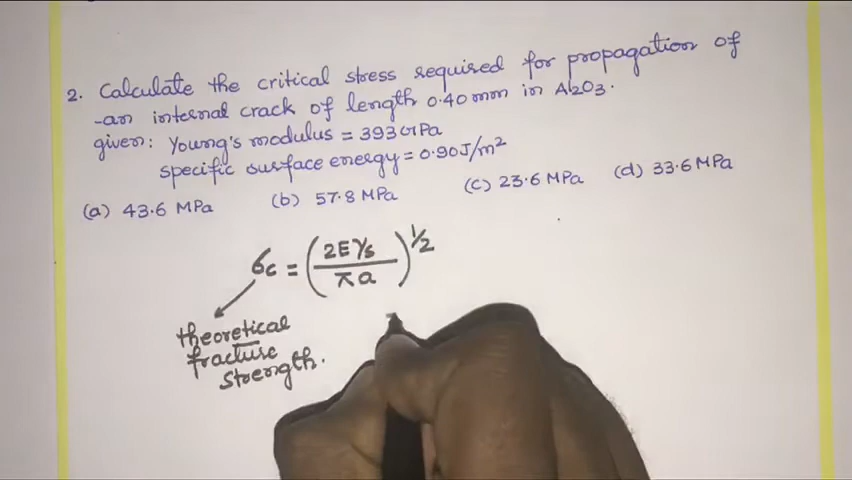 2. Calculate the critical stress required for propagation of
-an internal crack of length 0.40 mm in Al2O3.
given: Young's modulus = 393 GPa
specific surface energy = 0.90 J/m²
(a) 43.6 MPa (b) 57.8 MPa (c) 23.6 MPa (d) 33.6 MPa
σc = (2Eγs / πa)^1/2
theoretical
fracture
strength.